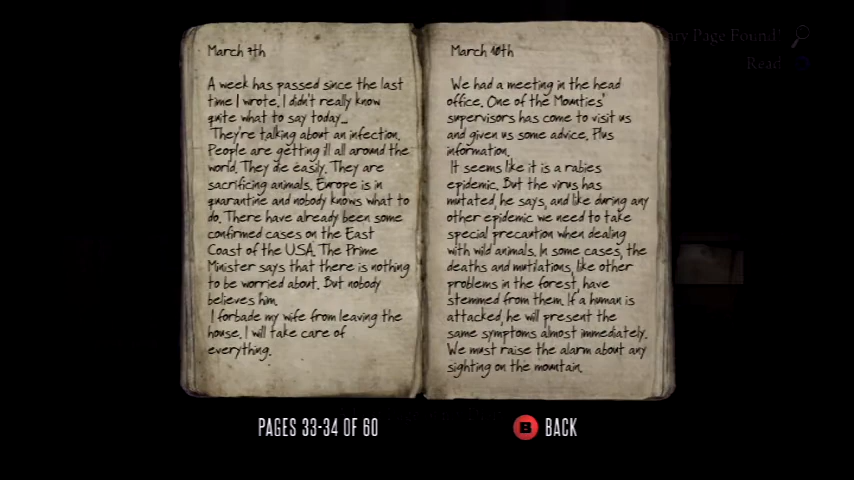 ary Page Found!
Read
March 7th
A week has passed since the last
time I wrote. I didn't really know
quite what to say today...
They're talking about an infection.
People are getting ill all around the
world. They die easily. They are
sacrificing animals. Europe is in
quarantine and nobody knows what to
do. There have already been some
confirmed cases on the East
Coast of the USA. The Prime
Minister says that there is nothing
to be worried about. But nobody
believes him.
I forbade my wife from leaving the
house. I will take care of
everything.
March 10th
We had a meeting in the head
office. One of the Mounties'
supervisors has come to visit us
and given us some advice. Plus
information.
It seems like it is a rabies
epidemic. But the virus has
mutated, he says, and like during any
other epidemic we need to take
special precaution when dealing
with wild animals. In some cases, the
deaths and mutilations, like other
problems in the forest, have
stemmed from them. If a human is
attacked, he will present the
same symptoms almost immediately.
We must raise the alarm about any
sighting on the mountain.
PAGES 33-34 OF 60
B BACK